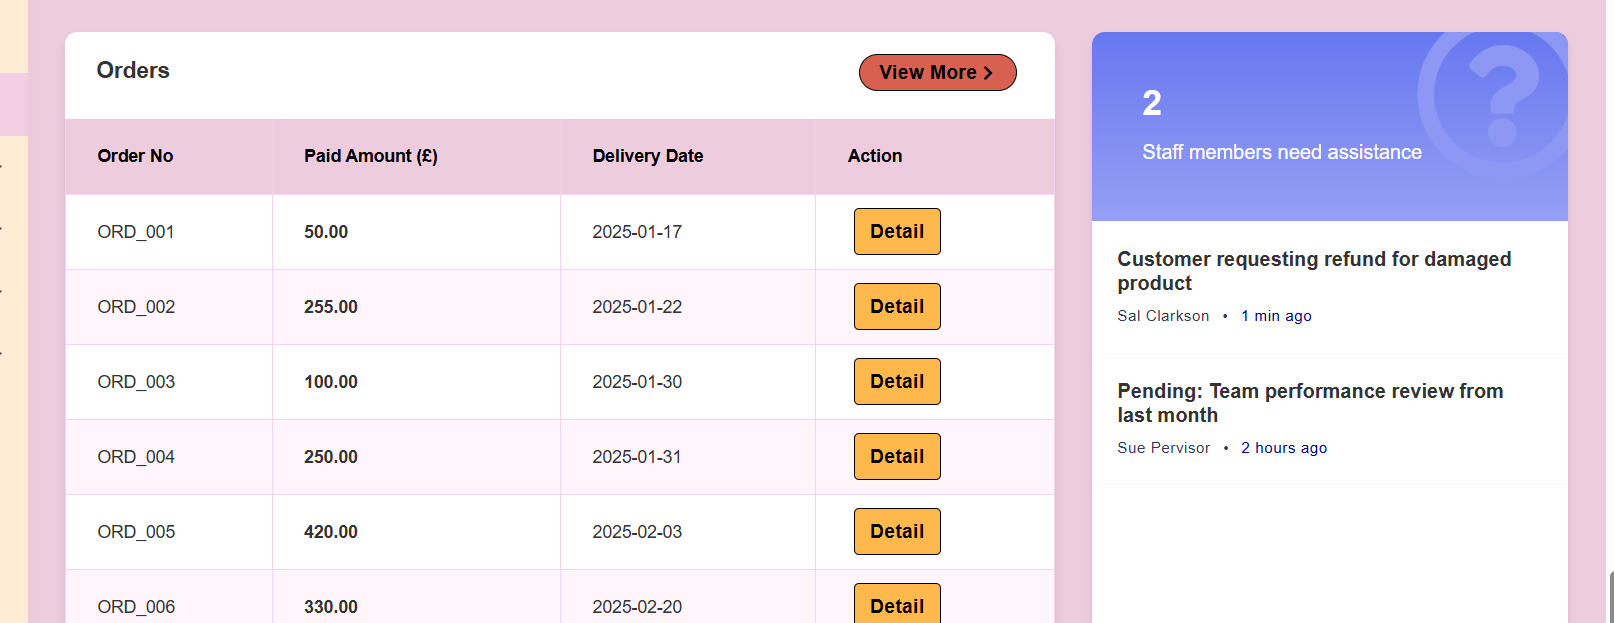 Orders
View More
Order No Paid Amount (£) Delivery Date Action
ORD_001 50.00 2025-01-17 Detail
ORD_002 255.00 2025-01-22 Detail
ORD_003 100.00 2025-01-30 Detail
ORD_004 250.00 2025-01-31 Detail
ORD_005 420.00 2025-02-03 Detail
ORD_006 330.00 2025-02-20 Detail
2
Staff members need assistance
Customer requesting refund for damaged
product
Sal Clarkson • 1 min ago
Pending: Team performance review from
last month
Sue Pervisor • 2 hours ago